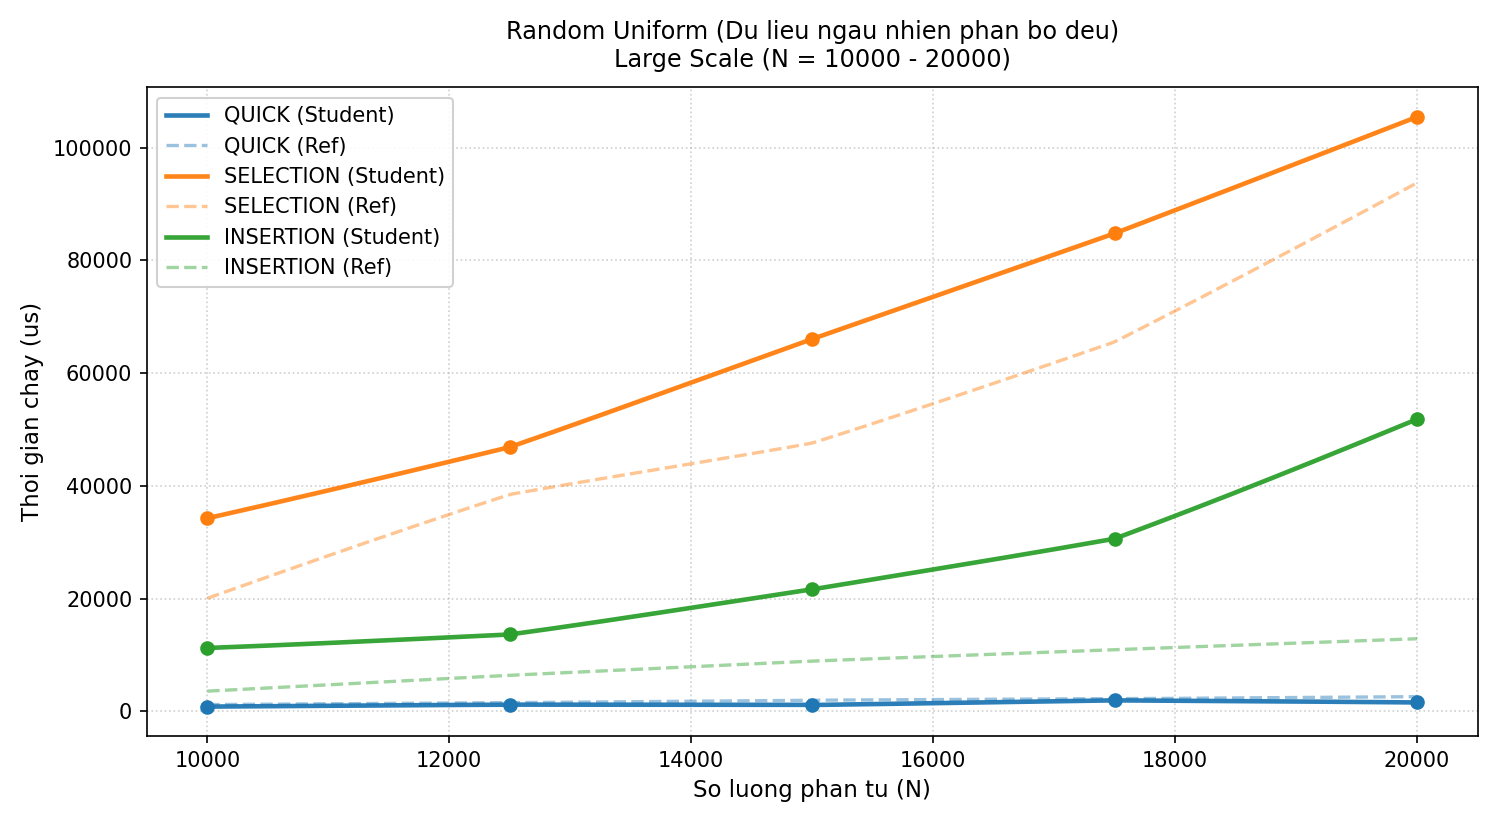 Random Uniform (Du lieu ngau nhien phan bo deu)
Large Scale (N = 10000 - 20000)
QUICK (Student)
QUICK (Ref)
SELECTION (Student)
SELECTION (Ref)
INSERTION (Student)
INSERTION (Ref)
Thoi gian chay (us)
100000
80000
60000
40000
20000
0
10000
12000
14000
16000
18000
20000
So luong phan tu (N)